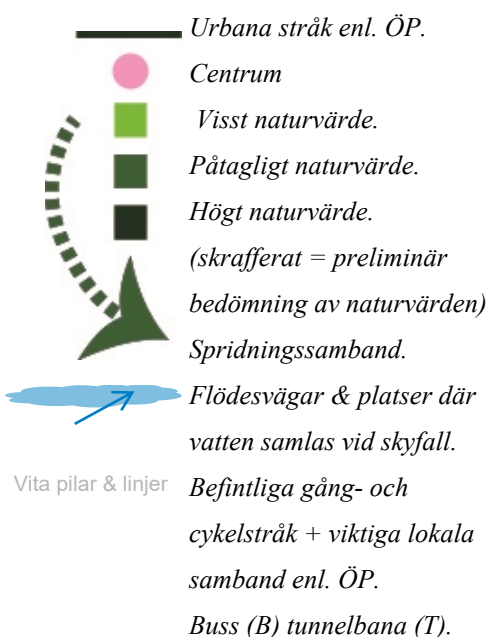 Urbana stråk enl. ÖP.
Centrum
Visst naturvärde.
Påtagligt naturvärde.
Högt naturvärde.
(skrafferat = preliminär
bedömning av naturvärden)
Spridningssamband.
Flödesvägar & platser där
vatten samlas vid skyfall.
Vita pilar & linjer Befintliga gång- och
cykelstråk + viktiga lokala
samband enl. ÖP.
Buss (B) tunnelbana (T).